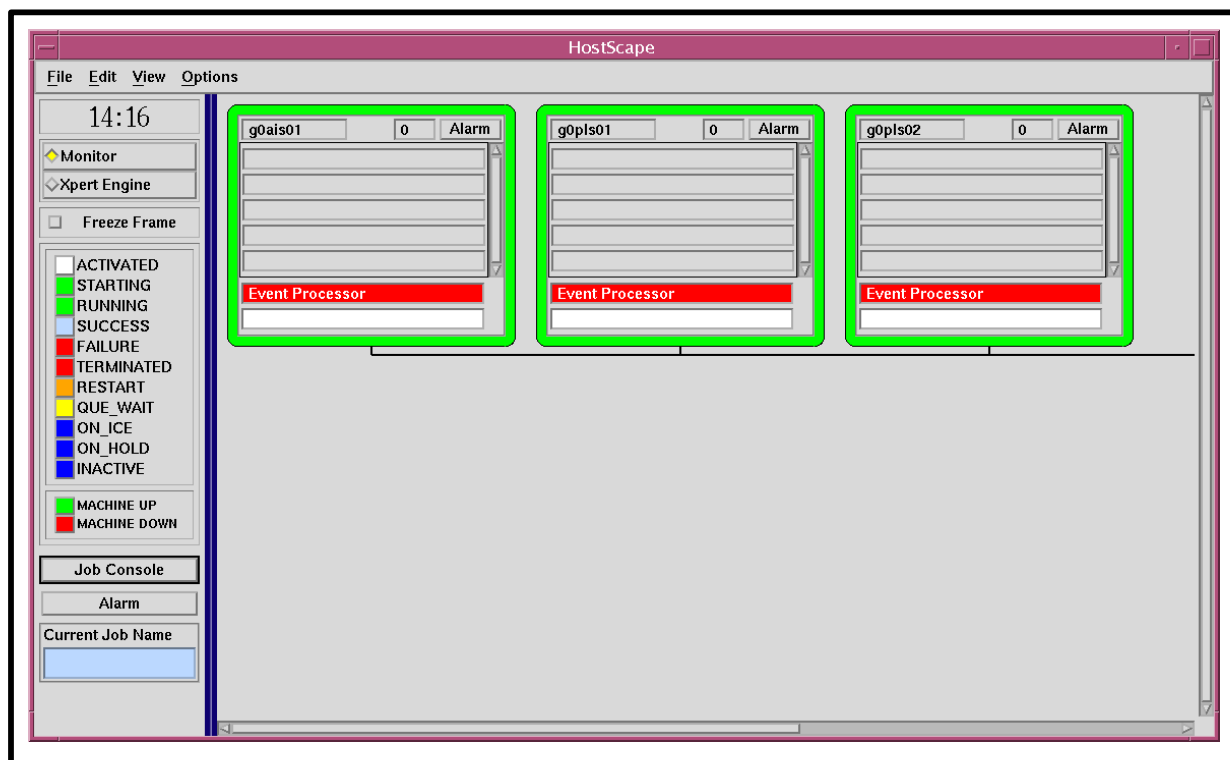 HostScape
File Edit View Options
14:16
Monitor
Xpert Engine
Freeze Frame
ACTIVATED
STARTING
RUNNING
SUCCESS
FAILURE
TERMINATED
RESTART
QUE_WAIT
ON_ICE
ON_HOLD
INACTIVE
MACHINE UP
MACHINE DOWN
Job Console
Alarm
Current Job Name
g0ais01 0 Alarm
Event Processor
g0pls01 0 Alarm
Event Processor
g0pls02 0 Alarm
Event Processor